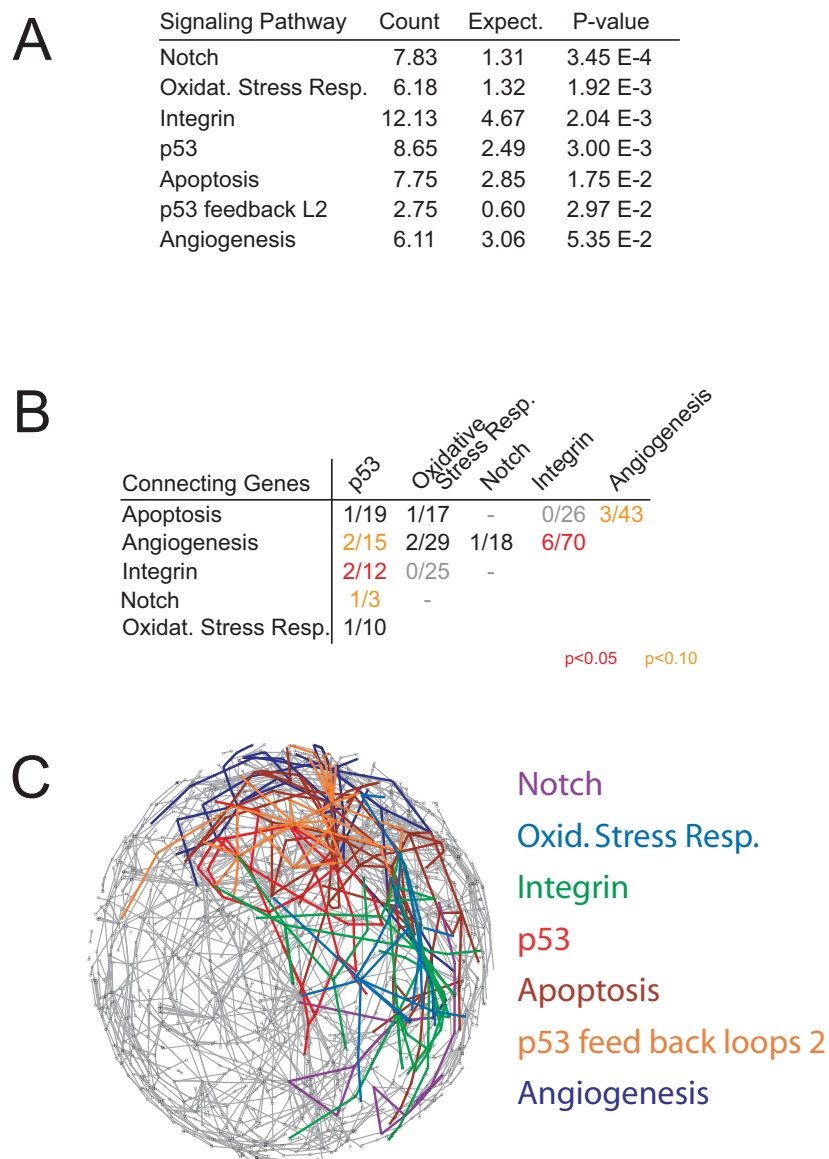 A
Signaling Pathway Count Expect. P-value
Notch 7.83 1.31 3.45 E-4
Oxidat. Stress Resp. 6.18 1.32 1.92 E-3
Integrin 12.13 4.67 2.04 E-3
p53 8.65 2.49 3.00 E-3
Apoptosis 7.75 2.85 1.75 E-2
p53 feedback L2 2.75 0.60 2.97 E-2
Angiogenesis 6.11 3.06 5.35 E-2
B
Connecting Genes p53 Oxidative Stress Resp. Notch Integrin Angiogenesis
Apoptosis 1/19 1/17 - 0/26 3/43
Angiogenesis 2/15 2/29 1/18 6/70
Integrin 2/12 0/25 -
Notch 1/3 -
Oxidat. Stress Resp. 1/10
p<0.05 p<0.10
C
Notch
Oxid. Stress Resp.
Integrin
p53
Apoptosis
p53 feed back loops 2
Angiogenesis